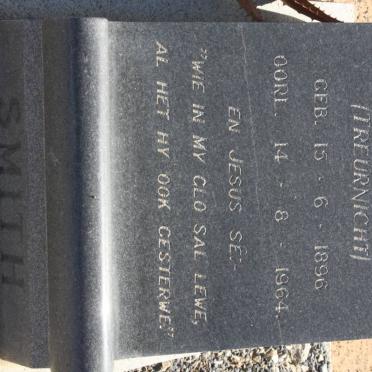 (TREURNICHT)
GEB. 15 - 6 - 1896
OORL. 14 - 8 - 1964
EN JESUS SÊ:-
"WIE IN MY GLO SAL LEWE,
AL HET HY OOK GESTERWE."
SMITH